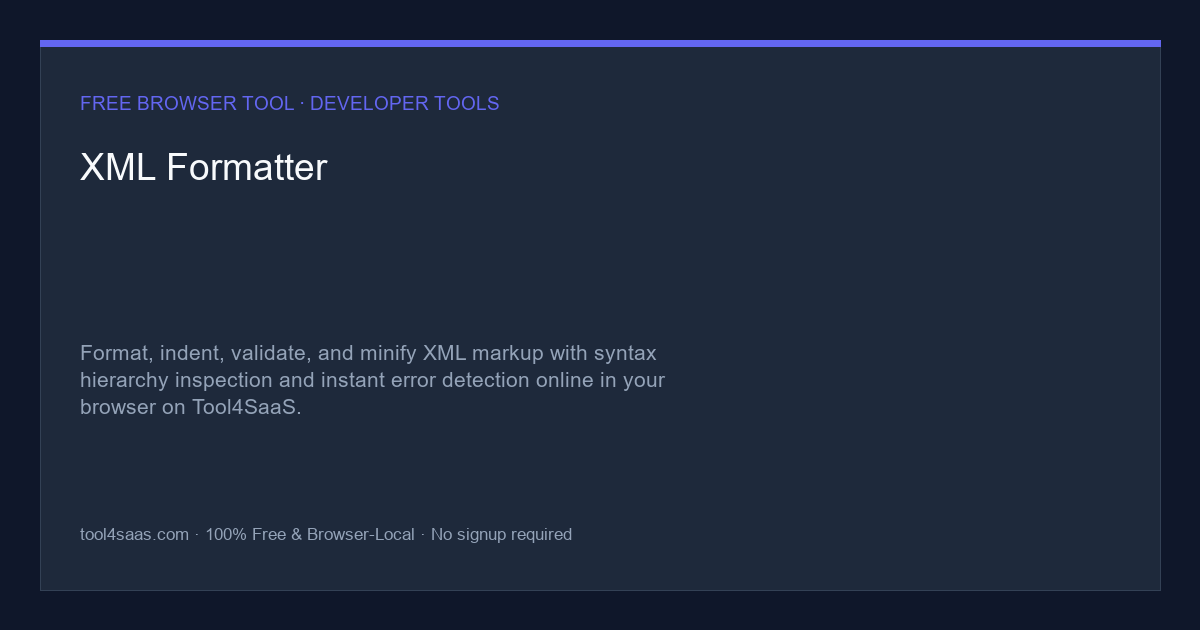 FREE BROWSER TOOL · DEVELOPER TOOLS
XML Formatter
Format, indent, validate, and minify XML markup with syntax
hierarchy inspection and instant error detection online in your
browser on Tool4SaaS.
tool4saas.com · 100% Free & Browser-Local · No signup required